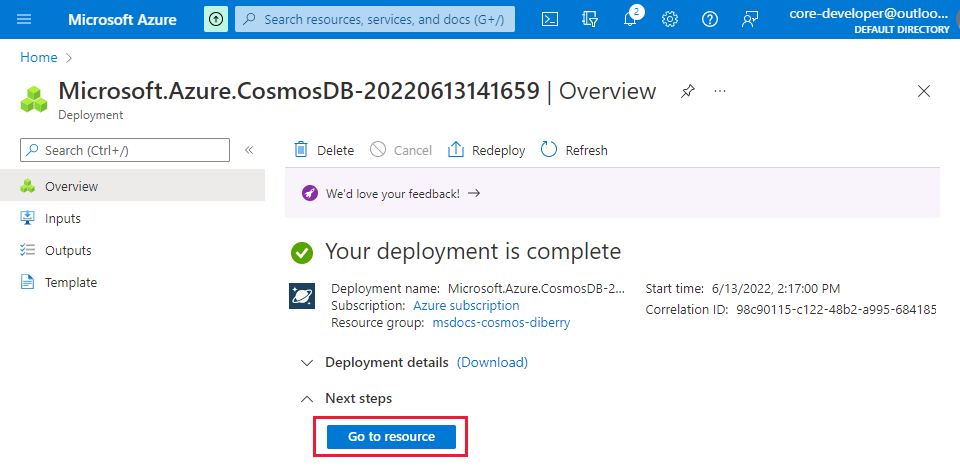 Microsoft Azure
Search resources, services, and docs (G+/)
2
core-developer@outloo...
DEFAULT DIRECTORY
Home
Microsoft.Azure.CosmosDB-20220613141659 | Overview
...
Deployment
Search (Ctrl+/)
Delete
Cancel
Redeploy
Refresh
Overview
Inputs
Outputs
Template
We'd love your feedback! →
Your deployment is complete
Deployment name: Microsoft.Azure.CosmosDB-2...
Subscription: Azure subscription
Resource group: msdocs-cosmos-diberry
Start time: 6/13/2022, 2:17:00 PM
Correlation ID: 98c90115-c122-48b2-a995-684185
Deployment details (Download)
Next steps
Go to resource